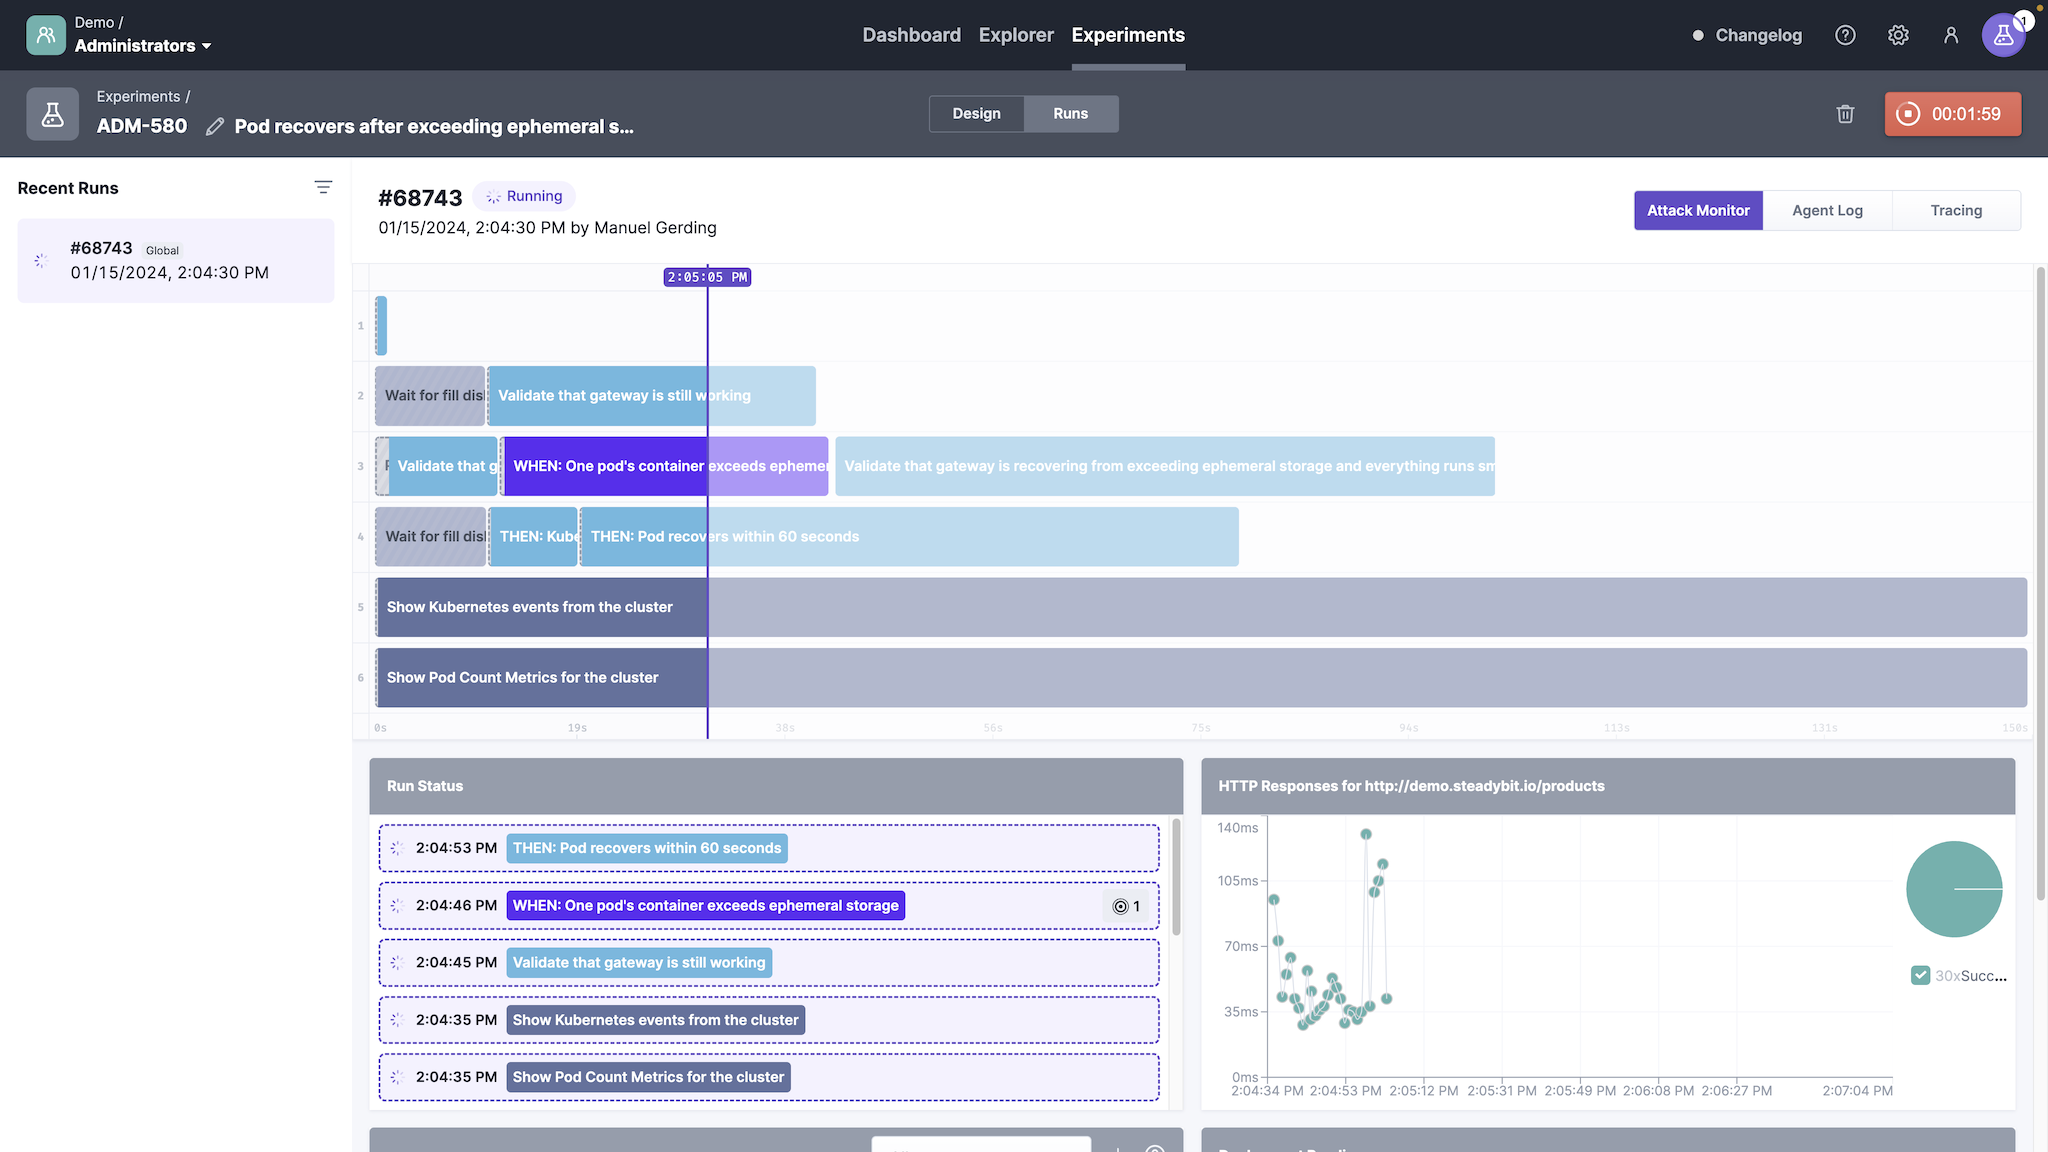 Demo /
Administrators
Dashboard Explorer Experiments
Changelog
1
Experiments /
ADM-580 Pod recovers after exceeding ephemeral s...
Design Runs
00:01:59
Recent Runs
#68743 Global
01/15/2024, 2:04:30 PM
#68743 Running
01/15/2024, 2:04:30 PM by Manuel Gerding
Attack Monitor Agent Log Tracing
2:05:05 PM
1
2 Wait for fill dis Validate that gateway is still working
3 Validate that g WHEN: One pod's container exceeds ephemer Validate that gateway is recovering from exceeding ephemeral storage and everything runs sm
4 Wait for fill dis THEN: Kube THEN: Pod recovers within 60 seconds
5 Show Kubernetes events from the cluster
6 Show Pod Count Metrics for the cluster
0s 19s 38s 56s 75s 94s 113s 131s 150s
Run Status
2:04:53 PM THEN: Pod recovers within 60 seconds
2:04:46 PM WHEN: One pod's container exceeds ephemeral storage 1
2:04:45 PM Validate that gateway is still working
2:04:35 PM Show Kubernetes events from the cluster
2:04:35 PM Show Pod Count Metrics for the cluster
HTTP Responses for http://demo.steadybit.io/products
140ms
105ms
70ms
35ms
0ms
2:04:34 PM 2:04:53 PM 2:05:12 PM 2:05:31 PM 2:05:49 PM 2:06:08 PM 2:06:27 PM 2:07:04 PM
30xSucc...